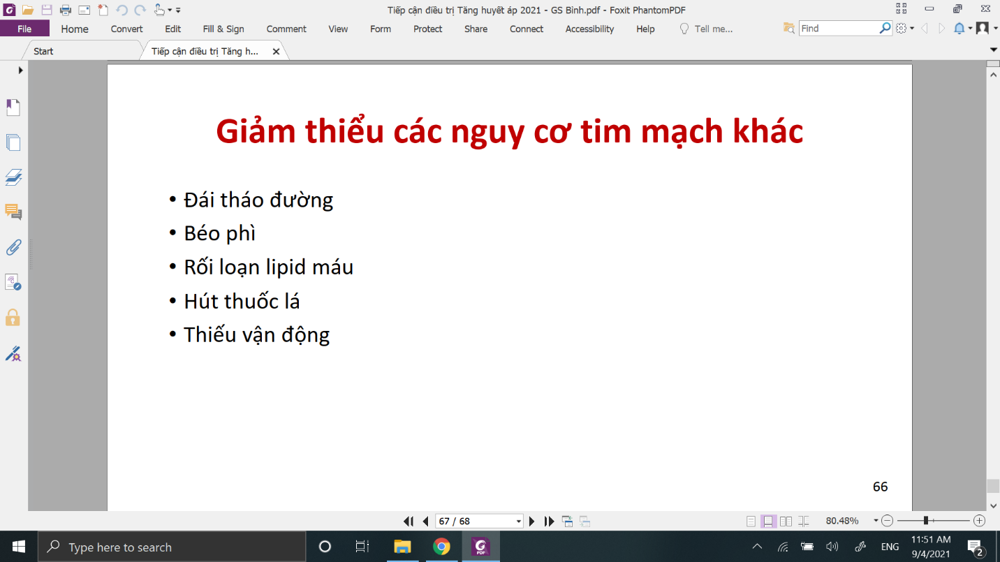 Tiếp cận điều trị Tăng huyết áp 2021 - GS Binh.pdf - Foxit PhantomPDF
File Home Convert Edit Fill & Sign Comment View Form Protect Share Connect Accessibility Help Tell me... Find
Start Tiếp cận điều trị Tăng h...
Giảm thiểu các nguy cơ tim mạch khác
• Đái tháo đường
• Béo phì
• Rối loạn lipid máu
• Hút thuốc lá
• Thiếu vận động
66
67 / 68 80.48%
Type here to search PDF ENG 11:51 AM
9/4/2021 2